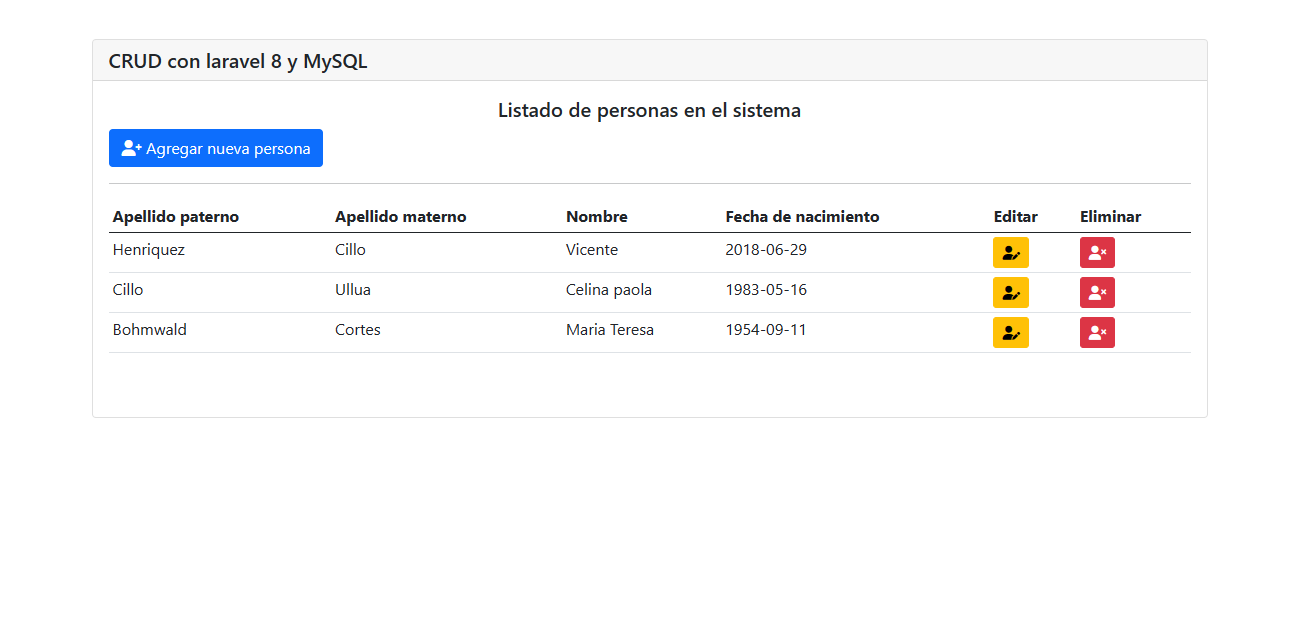 CRUD con laravel 8 y MySQL
Listado de personas en el sistema
Agregar nueva persona
Apellido paterno Apellido materno Nombre Fecha de nacimiento Editar Eliminar
Henriquez Cillo Vicente 2018-06-29
Cillo Ullua Celina paola 1983-05-16
Bohmwald Cortes Maria Teresa 1954-09-11